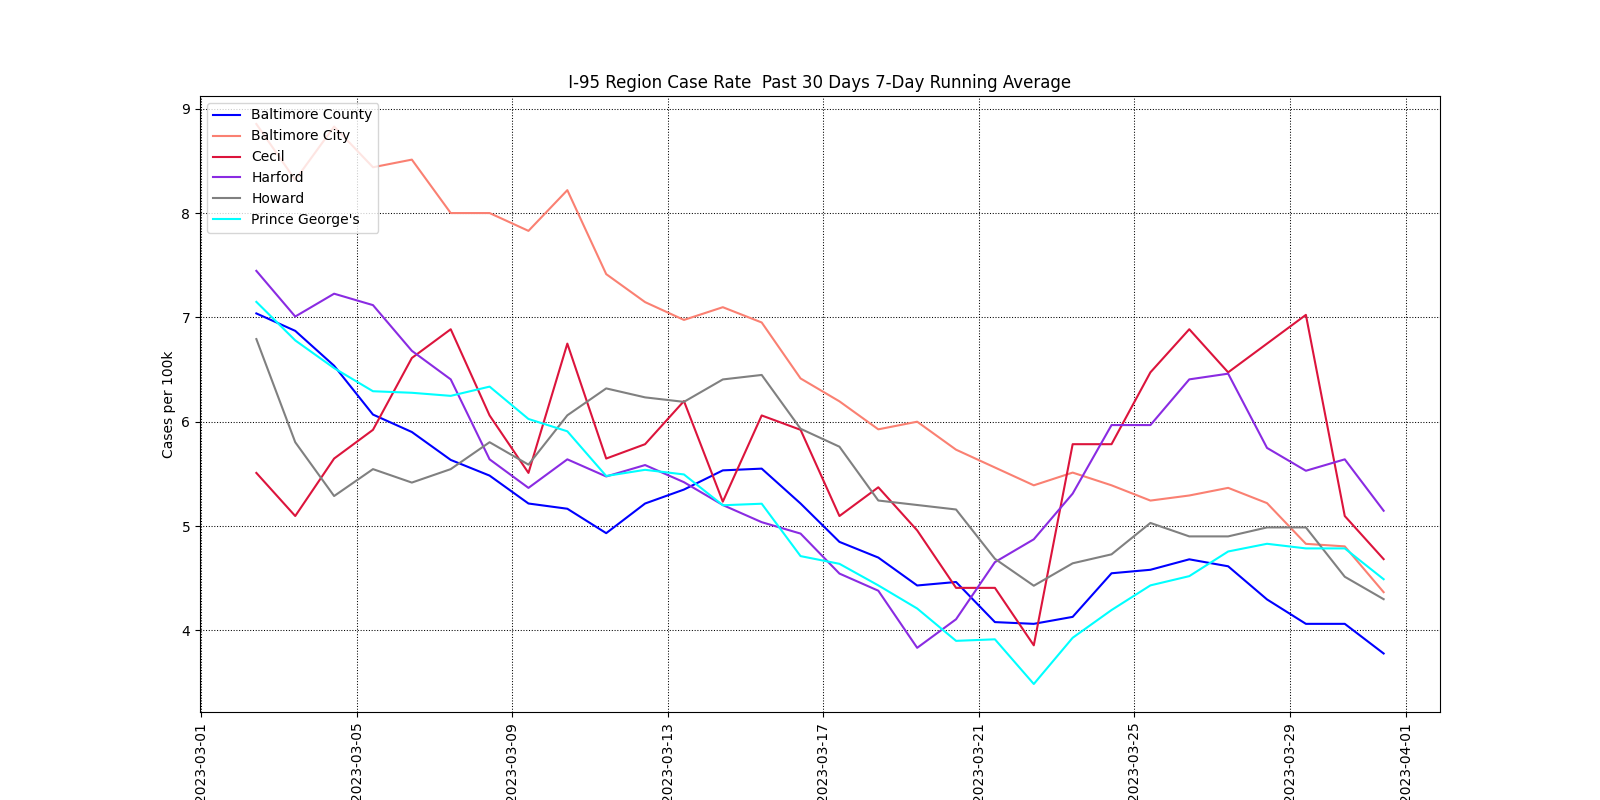 I-95 Region Case Rate  Past 30 Days 7-Day Running Average
Baltimore County
Baltimore City
Cecil
Harford
Howard
Prince George's
Cases per 100k
9
8
7
6
5
4
2023-03-01
2023-03-05
2023-03-09
2023-03-13
2023-03-17
2023-03-21
2023-03-25
2023-03-29
2023-04-01